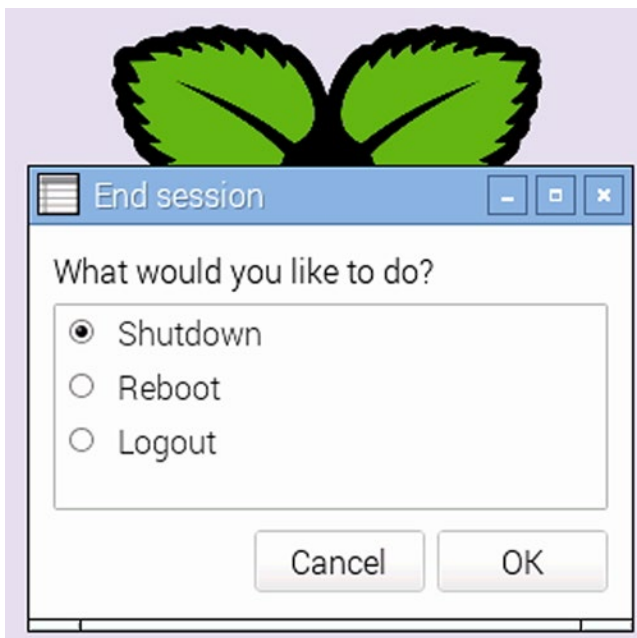 End session
What would you like to do?
Shutdown
Reboot
Logout
Cancel OK